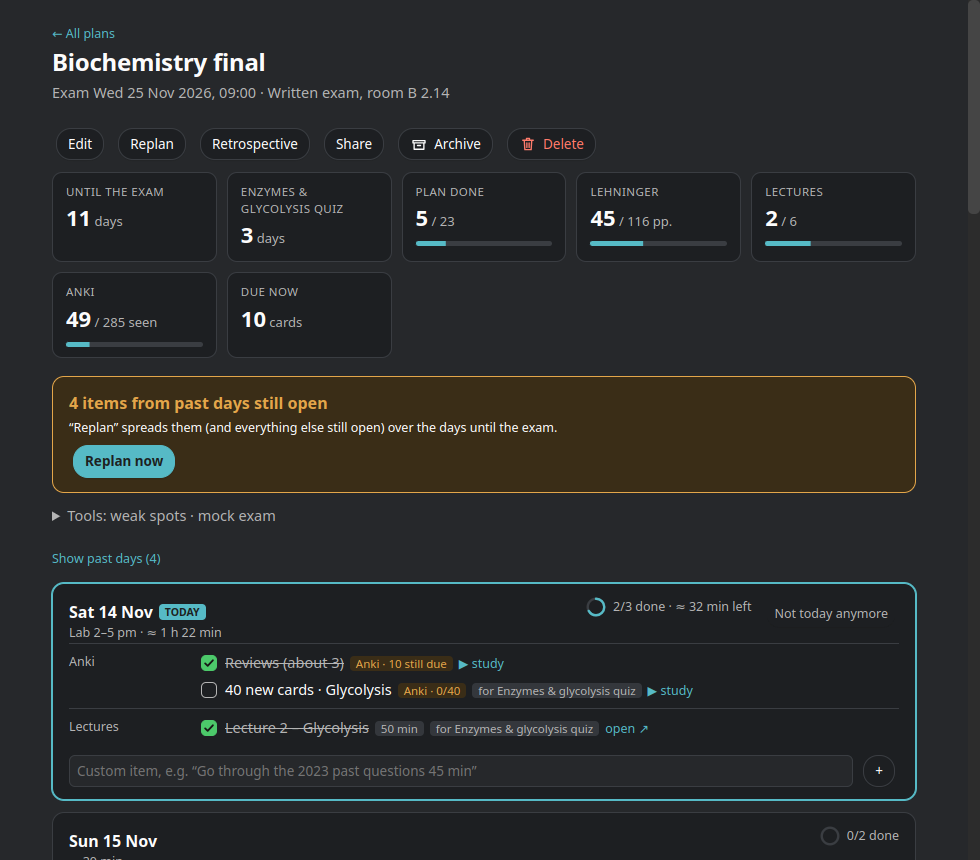 ← All plans
Biochemistry final
Exam Wed 25 Nov 2026, 09:00 · Written exam, room B 2.14
Edit Replan Retrospective Share Archive Delete
UNTIL THE EXAM
11 days
ENZYMES &
GLYCOLYSIS QUIZ
3 days
PLAN DONE
5 / 23
LEHNINGER
45 / 116 pp.
LECTURES
2 / 6
ANKI
49 / 285 seen
DUE NOW
10 cards
4 items from past days still open
“Replan” spreads them (and everything else still open) over the days until the exam.
Replan now
▶ Tools: weak spots · mock exam
Show past days (4)
Sat 14 Nov TODAY 2/3 done · ≈ 32 min left Not today anymore
Lab 2–5 pm · ≈ 1 h 22 min
Anki Reviews (about 3) Anki · 10 still due ▶ study
40 new cards · Glycolysis Anki · 0/40 for Enzymes & glycolysis quiz ▶ study
Lectures Lecture 2 – Glycolysis 50 min for Enzymes & glycolysis quiz open ↗
Custom item, e.g. “Go through the 2023 past questions 45 min” +
Sun 15 Nov 0/2 done